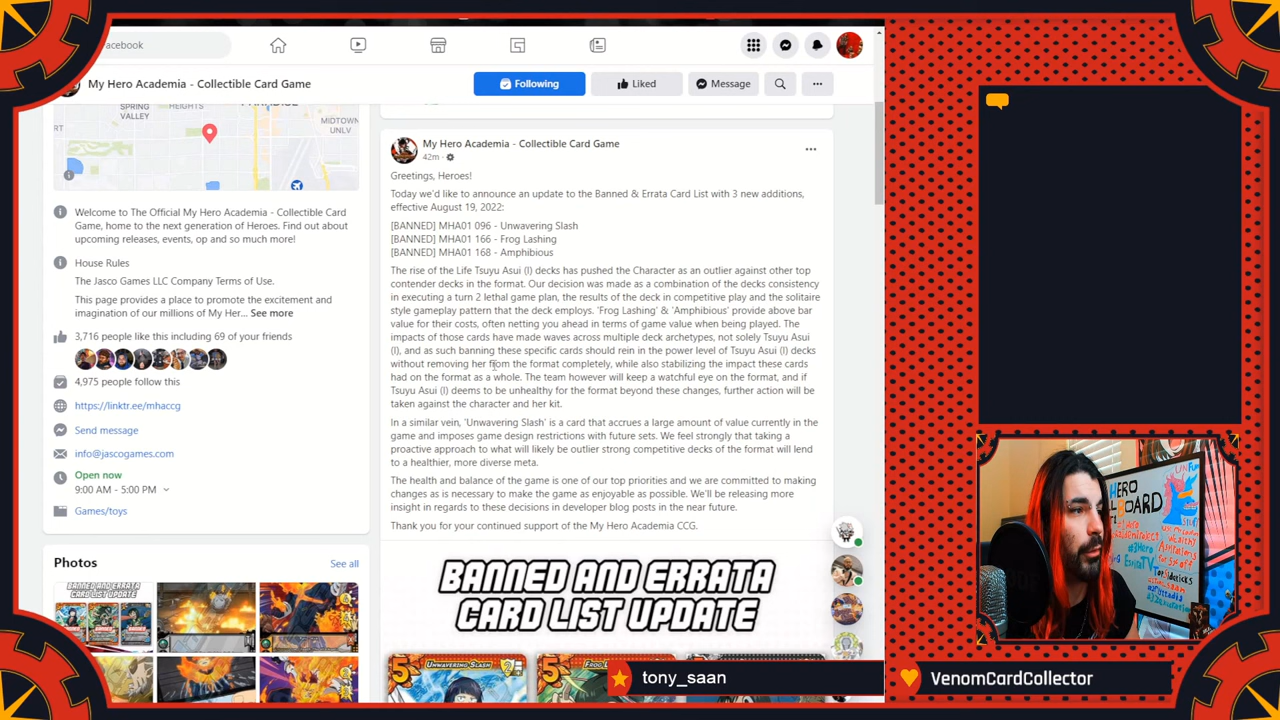 acebook
My Hero Academia - Collectible Card Game
Following
Liked
Message
SPRING
VALLEY
HEIGHTS
MIDTOWN
UNLV
Welcome to The Official My Hero Academia - Collectible Card
Game, home to the next generation of Heroes. Find out about
upcoming releases, events, op and so much more!
House Rules
The Jasco Games LLC Company Terms of Use.
This page provides a place to promote the excitement and
imagination of our millions of My Her... See more
3,716 people like this including 69 of your friends
4,975 people follow this
https://linktr.ee/mhaccg
Send message
info@jascogames.com
Open now
9:00 AM - 5:00 PM
Games/toys
Photos
See all
My Hero Academia - Collectible Card Game
42m
Greetings, Heroes!
Today we'd like to announce an update to the Banned & Errata Card List with 3 new additions,
effective August 19, 2022:
[BANNED] MHA01 096 - Unwavering Slash
[BANNED] MHA01 166 - Frog Lashing
[BANNED] MHA01 168 - Amphibious
The rise of the Life Tsuyu Asui (I) decks has pushed the Character as an outlier against other top
contender decks in the format. Our decision was made as a combination of the decks consistency
in executing a turn 2 lethal game plan, the results of the deck in competitive play and the solitaire
style gameplay pattern that the deck employs. 'Frog Lashing' & 'Amphibious' provide above bar
value for their costs, often netting you ahead in terms of game value when being played. The
impacts of those cards have made waves across multiple deck archetypes, not solely Tsuyu Asui
(I), and as such banning these specific cards should rein in the power level of Tsuyu Asui (I) decks
without removing her from the format completely, while also stabilizing the impact these cards
had on the format as a whole. The team however will keep a watchful eye on the format, and if
Tsuyu Asui (I) deems to be unhealthy for the format beyond these changes, further action will be
taken against the character and her kit.
In a similar vein, 'Unwavering Slash' is a card that accrues a large amount of value currently in the
game and imposes game design restrictions with future sets. We feel strongly that taking a
proactive approach to what will likely be outlier strong competitive decks of the format will lend
to a healthier, more diverse meta.
The health and balance of the game is one of our top priorities and we are committed to making
changes as is necessary to make the game as enjoyable as possible. We'll be releasing more
insight in regards to these decisions in developer blog posts in the near future.
Thank you for your continued support of the My Hero Academia CCG.
BANNED AND ERRATA
CARD LIST UPDATE
5 UNWAVERING SLASH
5
tony_saan
HERO
BOARD
VenomCardCollector